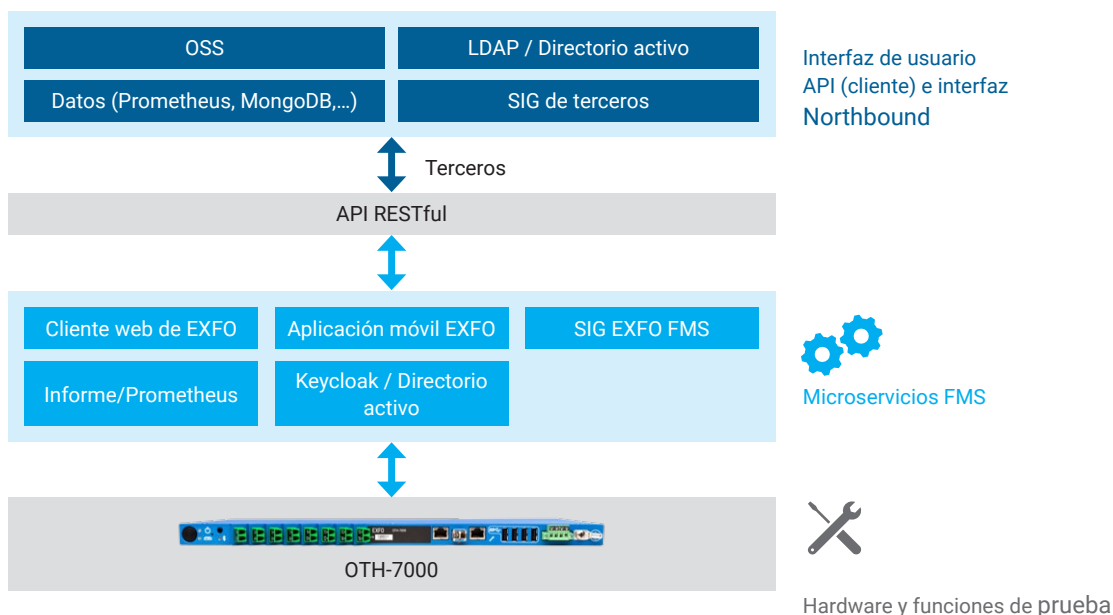 OSS
LDAP / Directorio activo
Datos (Prometheus, MongoDB,…)
SIG de terceros
Interfaz de usuario
API (cliente) e interfaz
Northbound
Terceros
API RESTful
Cliente web de EXFO
Aplicación móvil EXFO
SIG EXFO FMS
Informe/Prometheus
Keycloak / Directorio
activo
Microservicios FMS
EXFO
OTH-7000
Hardware y funciones de prueba